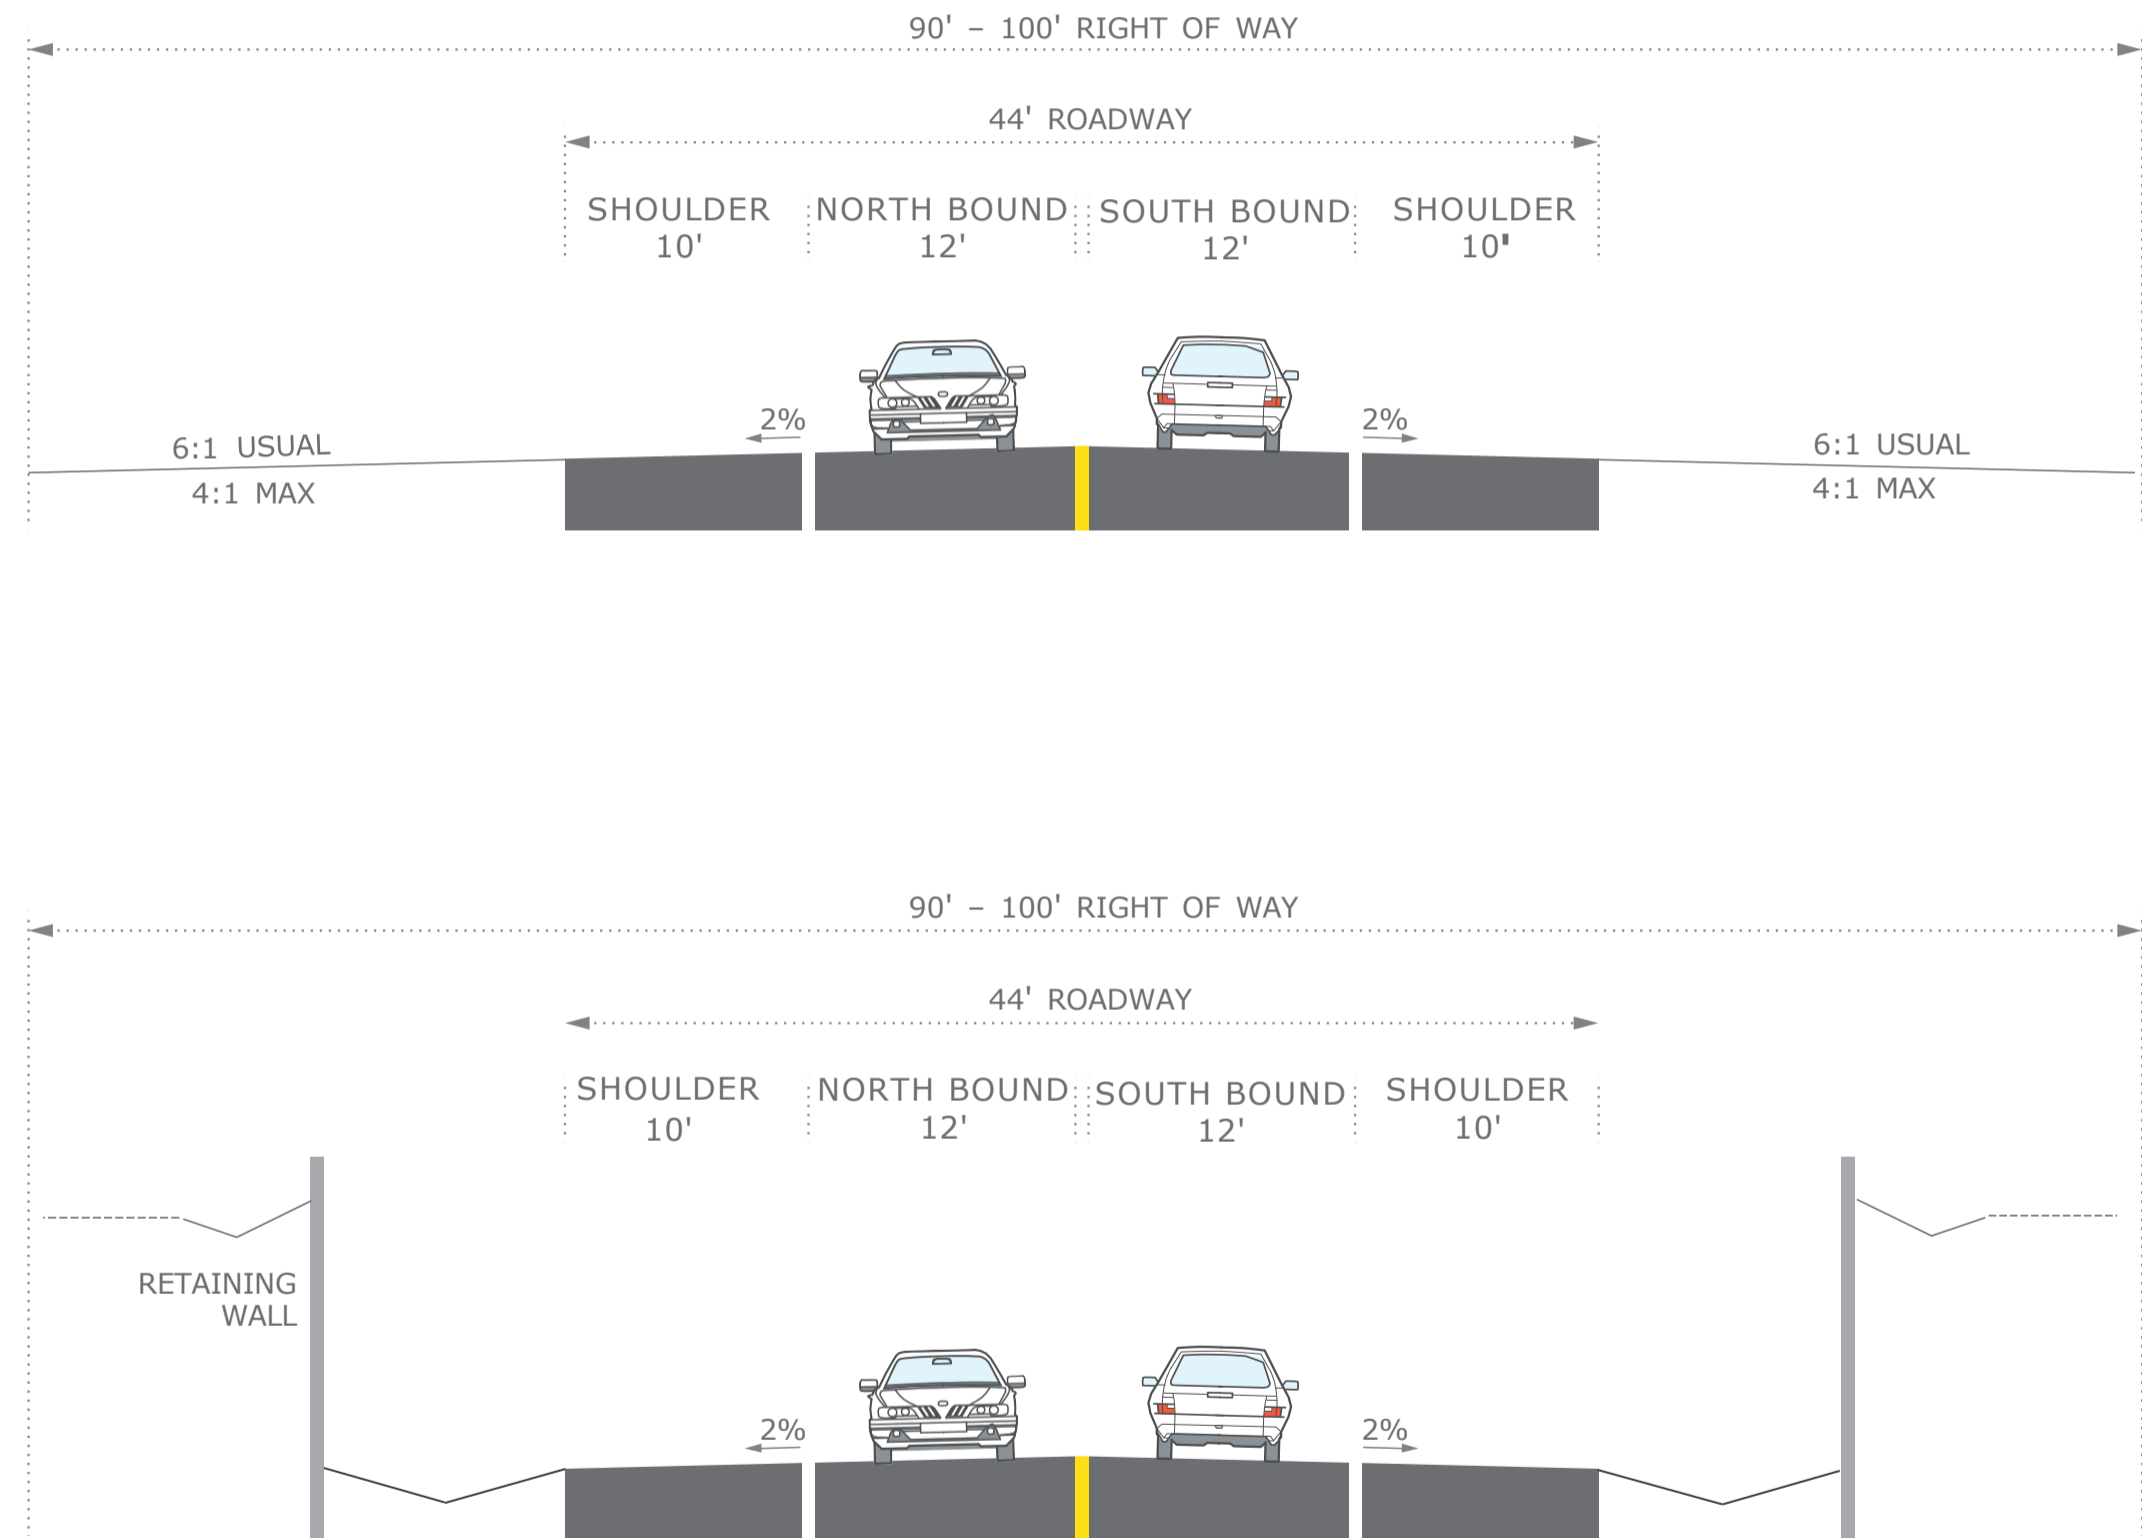 90' – 100' RIGHT OF WAY
44' ROADWAY
SHOULDER NORTH BOUND SOUTH BOUND SHOULDER
10' 12' 12' 10'
2% 2%
6:1 USUAL 6:1 USUAL
4:1 MAX 4:1 MAX
90' – 100' RIGHT OF WAY
44' ROADWAY
SHOULDER NORTH BOUND SOUTH BOUND SHOULDER
10' 12' 12' 10'
RETAINING
WALL
2% 2%